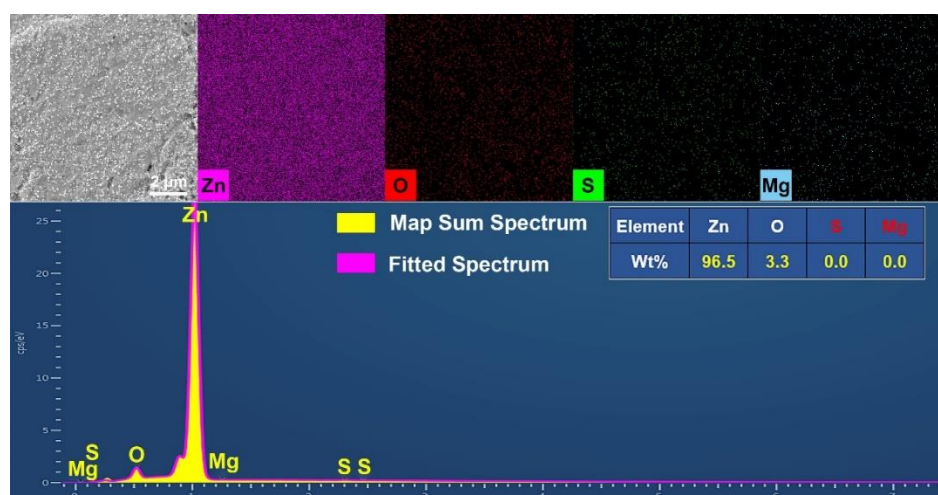 2 μm
Zn
O
S
Mg
Zn
Map Sum Spectrum
Fitted Spectrum
Element Zn O S Mg
Wt% 96.5 3.3 0.0 0.0
25
20
15
10
5
0
cps/eV
S
Mg
O
Mg
S S